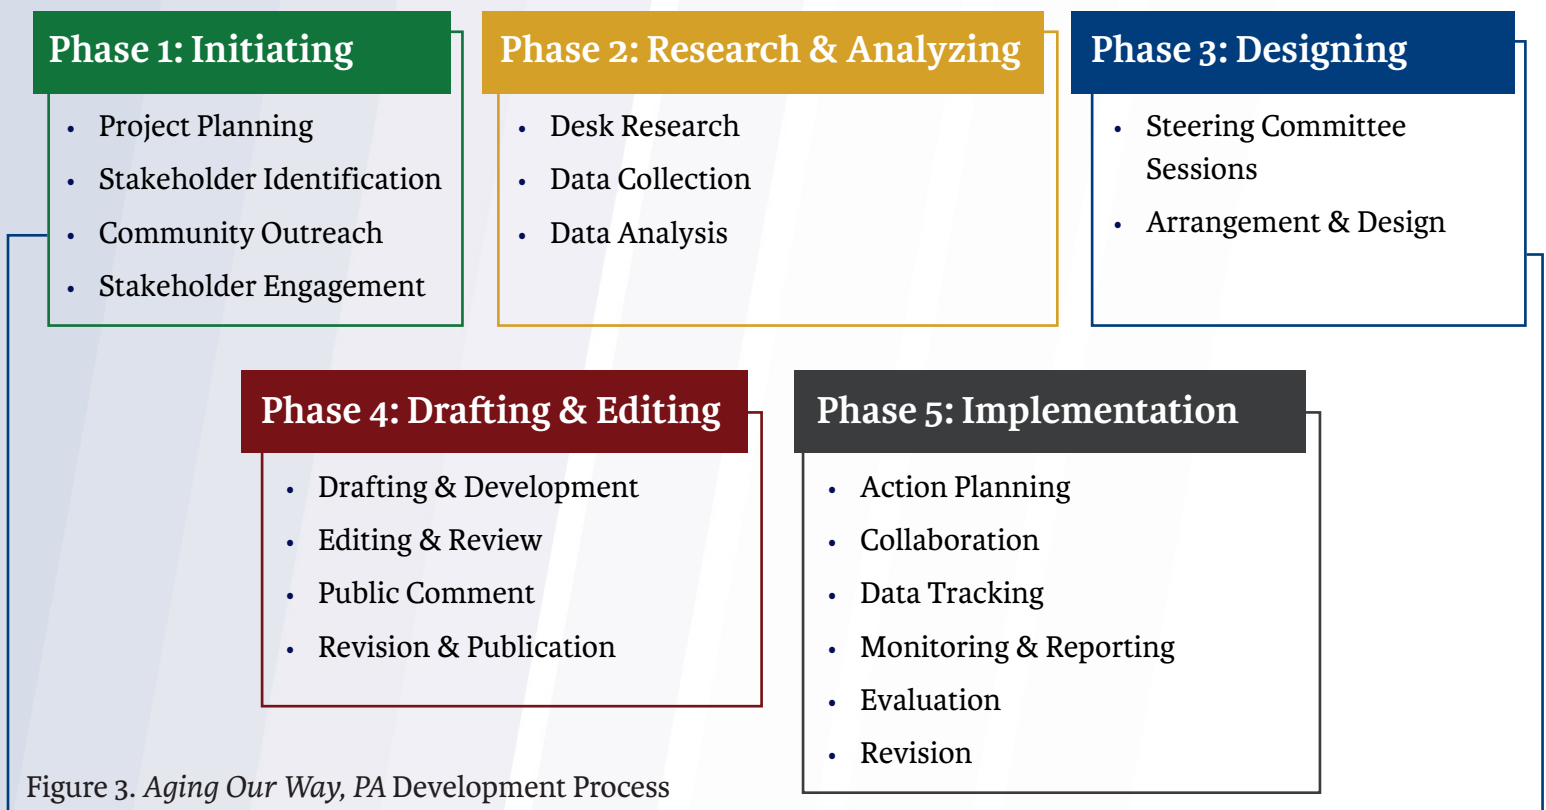 Phase 1: Initiating
• Project Planning
• Stakeholder Identification
• Community Outreach
• Stakeholder Engagement
Phase 2: Research & Analyzing
• Desk Research
• Data Collection
• Data Analysis
Phase 3: Designing
• Steering Committee
Sessions
• Arrangement & Design
Phase 4: Drafting & Editing
• Drafting & Development
• Editing & Review
• Public Comment
• Revision & Publication
Phase 5: Implementation
• Action Planning
• Collaboration
• Data Tracking
• Monitoring & Reporting
• Evaluation
• Revision
Figure 3. Aging Our Way, PA Development Process